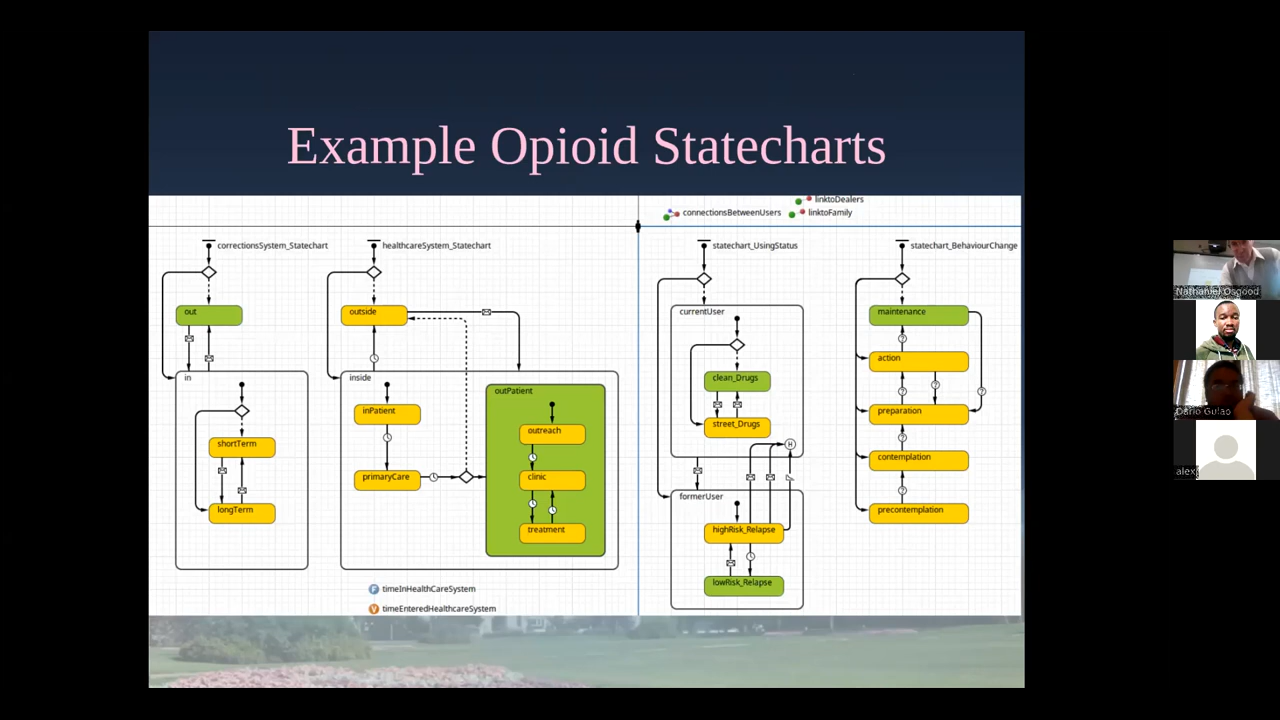 Example Opioid Statecharts
linktoDealers
connectionsBetweenUsers
linktoFamily
correctionsSystem_Statechart
out
in
shortTerm
longTerm
healthcareSystem_Statechart
outside
inside
inPatient
primaryCare
outPatient
outreach
clinic
treatment
F timeInHealthCareSystem
V timeEnteredHealthcareSystem
statechart_UsingStatus
currentUser
clean_Drugs
street_Drugs
H
formerUser
highRisk_Relapse
lowRisk_Relapse
statechart_BehaviourChange
maintenance
?
action
?
?
?
preparation
?
contemplation
?
precontemplation
Nathaniel Osgood
Dario Gulao
alex